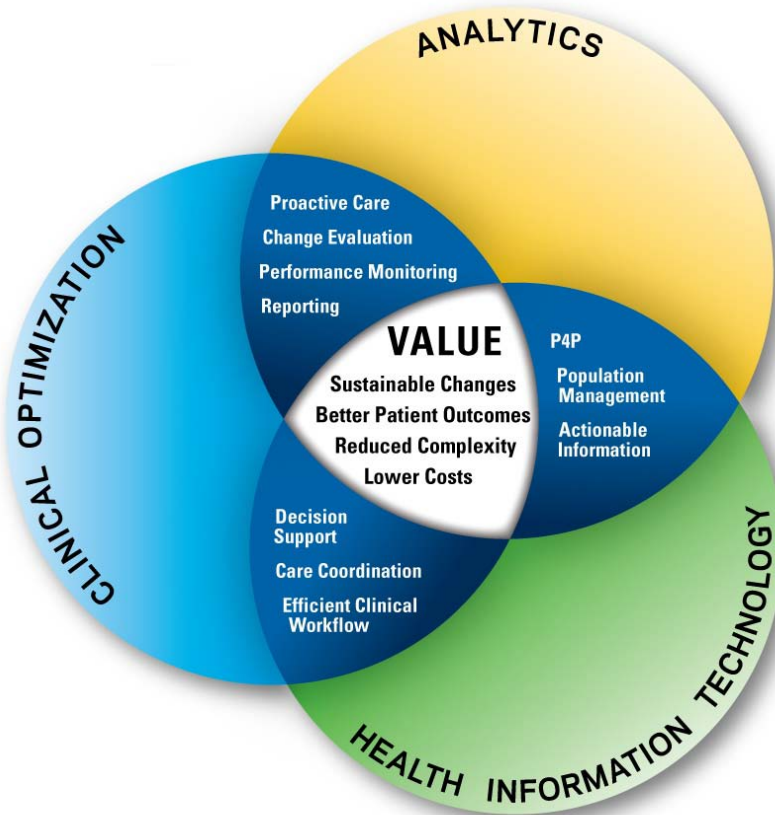 ANALYTICS
CLINICAL OPTIMIZATION
Proactive Care
Change Evaluation
Performance Monitoring
Reporting
VALUE
Sustainable Changes
Better Patient Outcomes
Reduced Complexity
Lower Costs
P4P
Population
Management
Actionable
Information
Decision
Support
Care Coordination
Efficient Clinical
Workflow
HEALTH INFORMATION TECHNOLOGY